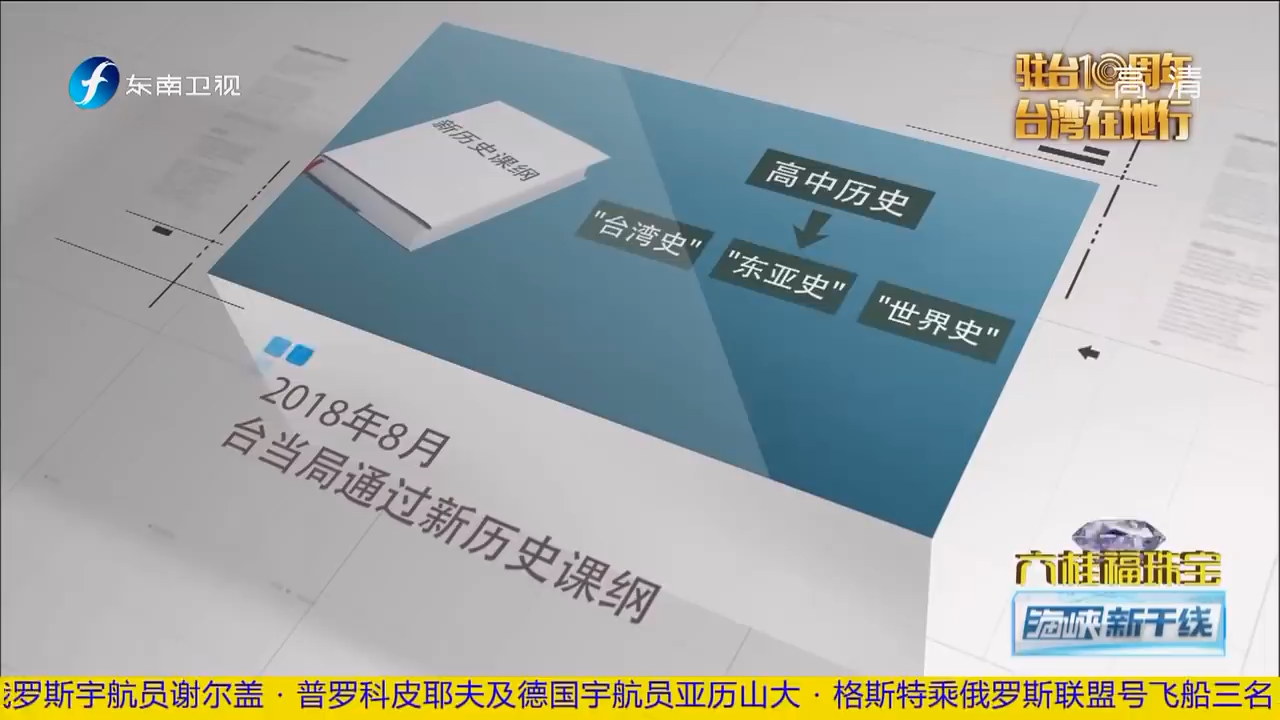 东南卫视
驻台10周年
高清
台湾在地行
新历史课纲
高中历史
"台湾史"
"东亚史"
"世界史"
2018年8月
台当局通过新历史课纲
六桂福珠宝
海峡新干线
俄罗斯宇航员谢尔盖·普罗科皮耶夫及德国宇航员亚历山大·格斯特乘俄罗斯联盟号飞船三名